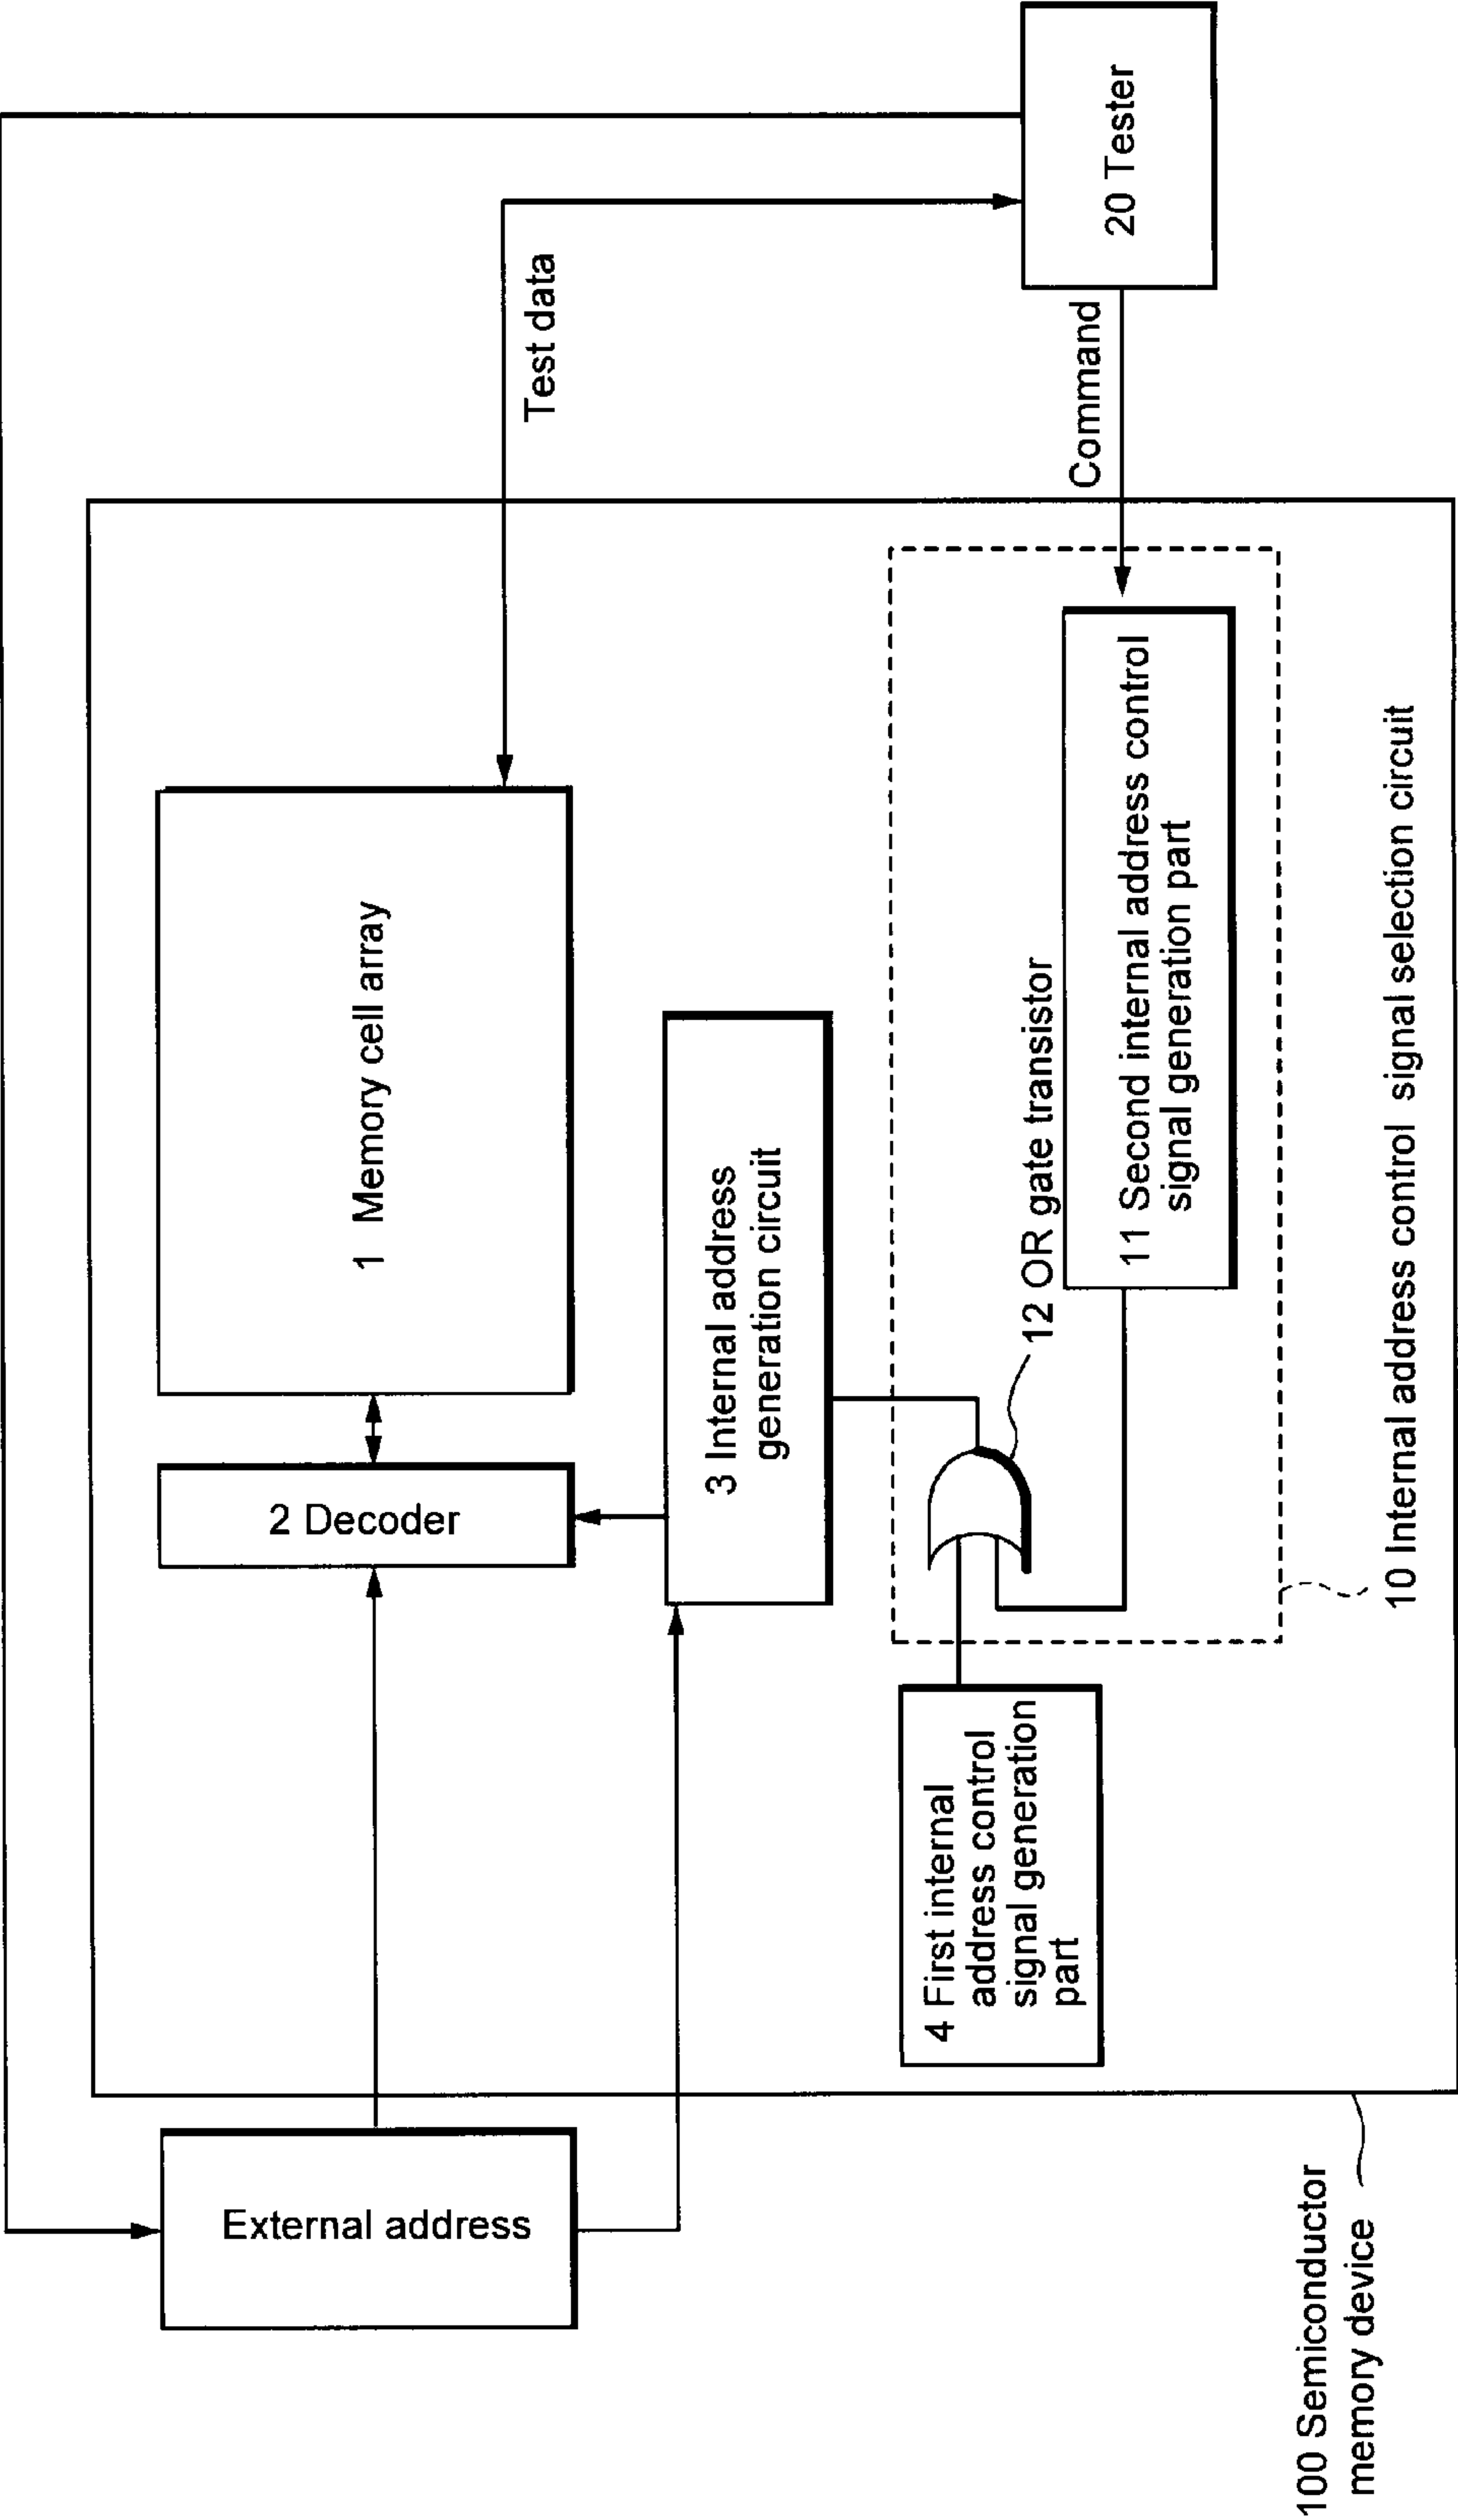 20 Tester
Test data
Command
1 Memory cell array
2 Decoder
3 Internal address
generation circuit
12 OR gate transistor
11 Second internal address control
signal generation part
10 Internal address control signal selection circuit
4 First internal
address control
signal generation
part
External address
100 Semiconductor
memory device